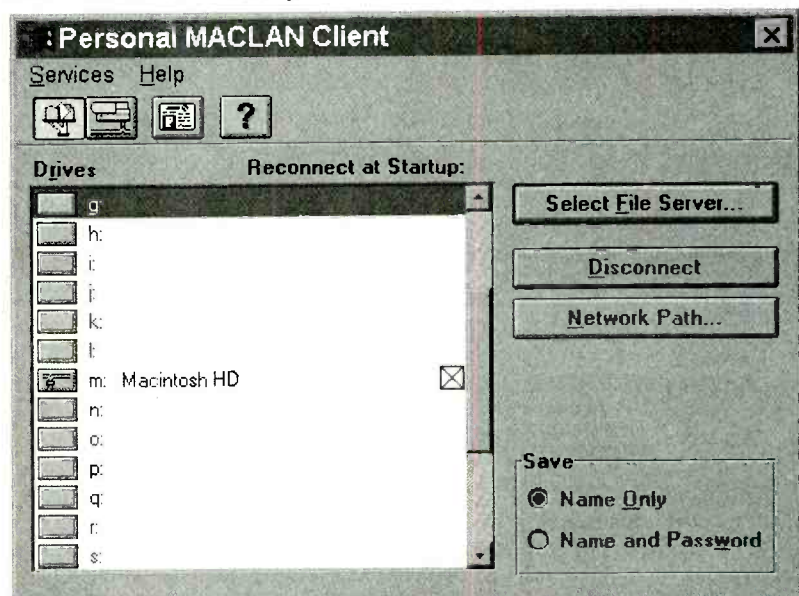 Personal MACLAN Client
Services Help
?
Drives Reconnect at Startup:
g:
h:
i:
j:
k:
l:
m: Macintosh HD
n:
o:
p:
q:
r:
s:
Select File Server...
Disconnect
Network Path...
Save
Name Only
Name and Password